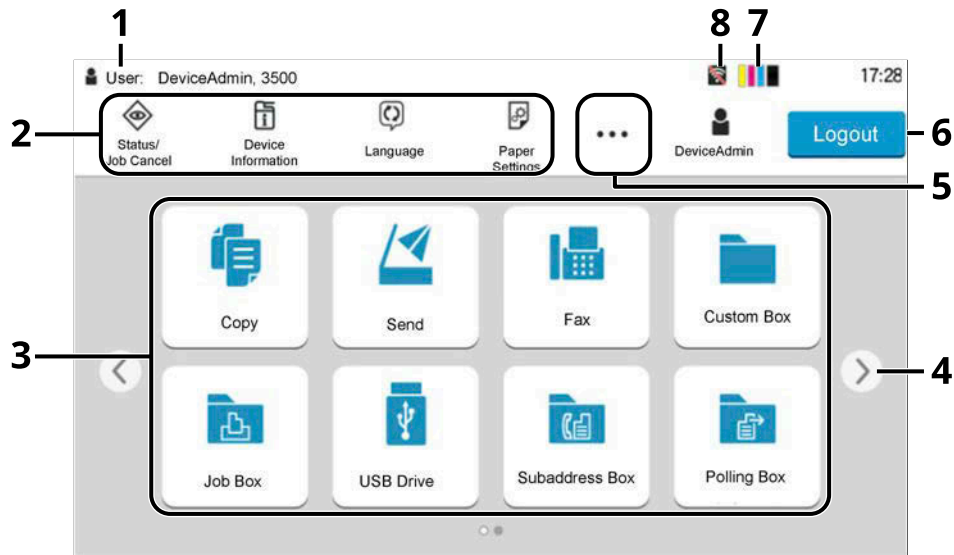 1
8 7
User: DeviceAdmin, 3500
17:28
2
Status/
Job Cancel
Device
Information
Language
Paper
Settings
...
DeviceAdmin
Logout
6
5
3
Copy
Send
Fax
Custom Box
4
Job Box
USB Drive
Subaddress Box
Polling Box